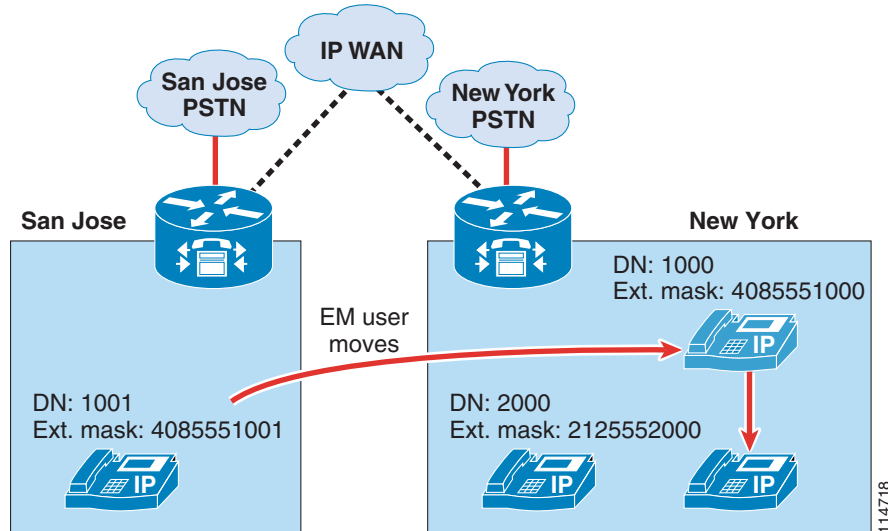 IP WAN
San Jose
PSTN
New York
PSTN
San Jose
New York
DN: 1000
Ext. mask: 4085551000
IP
EM user
moves
DN: 1001
Ext. mask: 4085551001
IP
DN: 2000
Ext. mask: 2125552000
IP
IP
114718